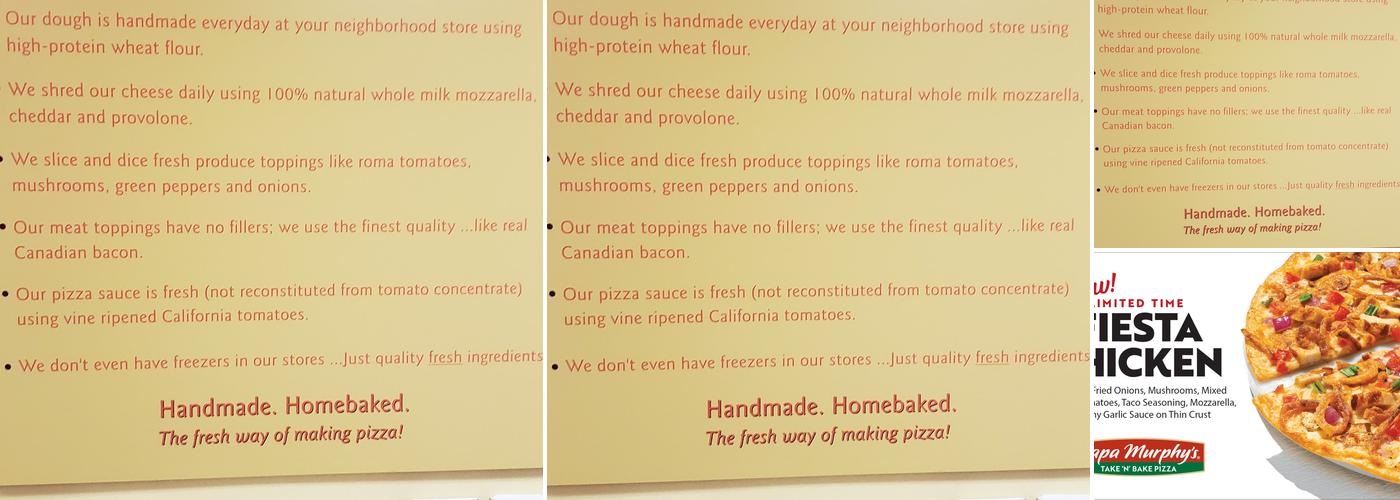 Our dough is handmade everyday at your neighborhood store using
high-protein wheat flour.
We shred our cheese daily using 100% natural whole milk mozzarella,
cheddar and provolone.
• We slice and dice fresh produce toppings like roma tomatoes,
mushrooms, green peppers and onions.
• Our meat toppings have no fillers; we use the finest quality ...like real
Canadian bacon.
• Our pizza sauce is fresh (not reconstituted from tomato concentrate)
using vine ripened California tomatoes.
• We don't even have freezers in our stores ...Just quality fresh ingredients
Handmade. Homebaked.
The fresh way of making pizza!
Our dough is handmade everyday at your neighborhood store using
high-protein wheat flour.
We shred our cheese daily using 100% natural whole milk mozzarella,
cheddar and provolone.
• We slice and dice fresh produce toppings like roma tomatoes,
mushrooms, green peppers and onions.
• Our meat toppings have no fillers; we use the finest quality ...like real
Canadian bacon.
• Our pizza sauce is fresh (not reconstituted from tomato concentrate)
using vine ripened California tomatoes.
• We don't even have freezers in our stores ...Just quality fresh ingredients
Handmade. Homebaked.
The fresh way of making pizza!
high-protein wheat flour.
We shred our cheese daily using 100% natural whole milk mozzarella,
cheddar and provolone.
• We slice and dice fresh produce toppings like roma tomatoes,
mushrooms, green peppers and onions.
• Our meat toppings have no fillers; we use the finest quality ...like real
Canadian bacon.
• Our pizza sauce is fresh (not reconstituted from tomato concentrate)
using vine ripened California tomatoes.
• We don't even have freezers in our stores ...Just quality fresh ingredients
Handmade. Homebaked.
The fresh way of making pizza!
w!
LIMITED TIME
FIESTA
HICKEN
Fried Onions, Mushrooms, Mixed
atoes, Taco Seasoning, Mozzarella,
y Garlic Sauce on Thin Crust
apa Murphy's
TAKE 'N' BAKE PIZZA